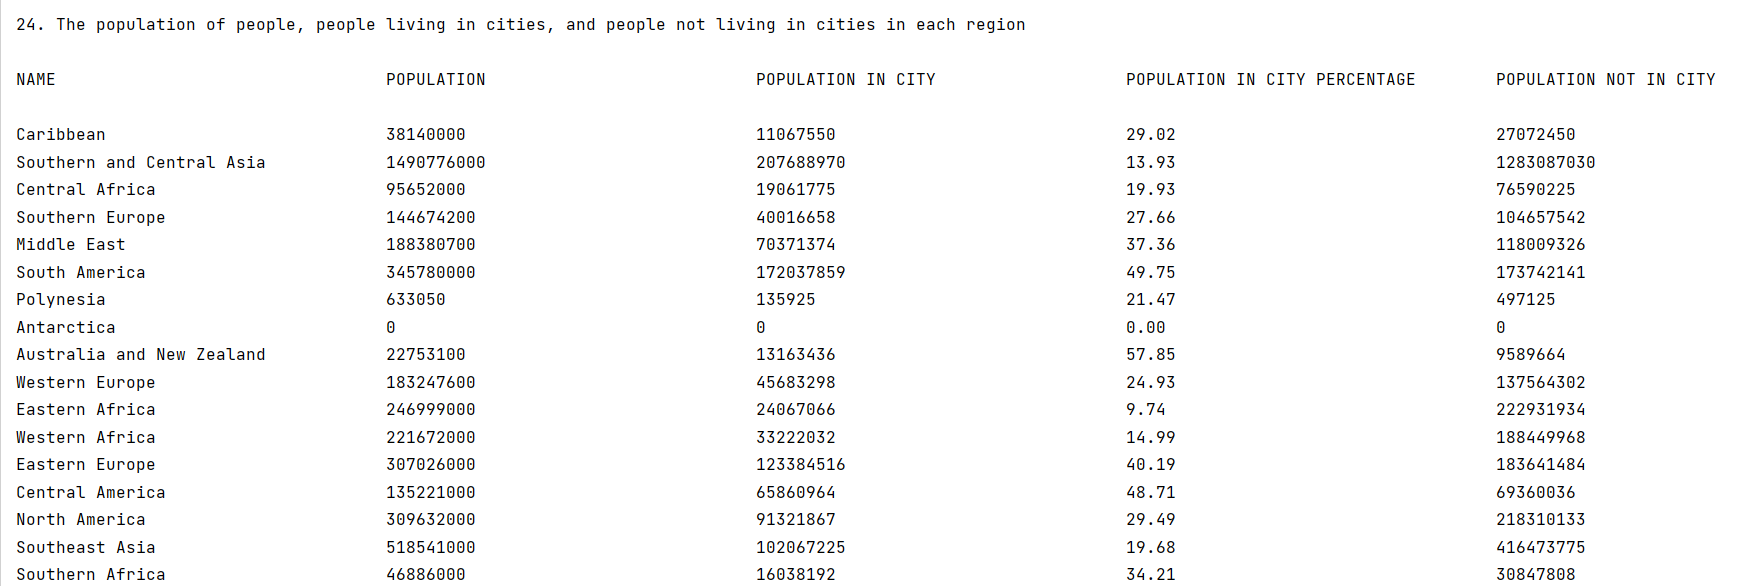 24. The population of people, people living in cities, and people not living in cities in each region
NAME POPULATION POPULATION IN CITY POPULATION IN CITY PERCENTAGE POPULATION NOT IN CITY
Caribbean 38140000 11067550 29.02 27072450
Southern and Central Asia 1490776000 207688970 13.93 1283087030
Central Africa 95652000 19061775 19.93 76590225
Southern Europe 144674200 40016658 27.66 104657542
Middle East 188380700 70371374 37.36 118009326
South America 345780000 172037859 49.75 173742141
Polynesia 633050 135925 21.47 497125
Antarctica 0 0 0.00 0
Australia and New Zealand 22753100 13163436 57.85 9589664
Western Europe 183247600 45683298 24.93 137564302
Eastern Africa 246999000 24067066 9.74 222931934
Western Africa 221672000 33222032 14.99 188449968
Eastern Europe 307026000 123384516 40.19 183641484
Central America 135221000 65860964 48.71 69360036
North America 309632000 91321867 29.49 218310133
Southeast Asia 518541000 102067225 19.68 416473775
Southern Africa 46886000 16038192 34.21 30847808